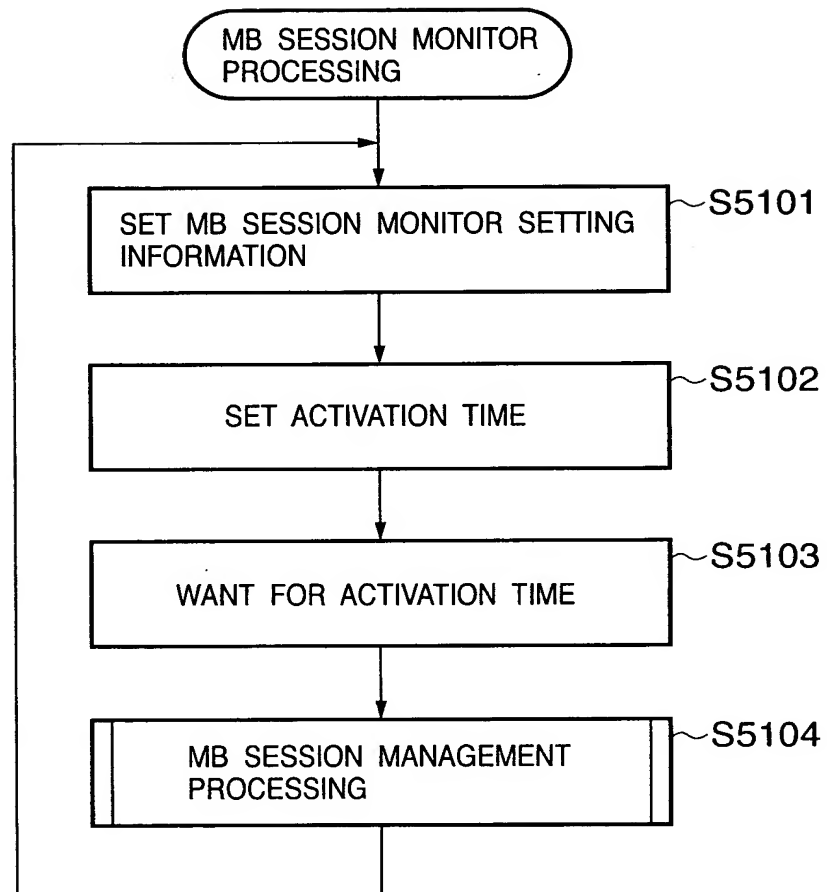 MB SESSION MONITOR
PROCESSING
S5101
SET MB SESSION MONITOR SETTING
INFORMATION
S5102
SET ACTIVATION TIME
S5103
WANT FOR ACTIVATION TIME
S5104
MB SESSION MANAGEMENT
PROCESSING